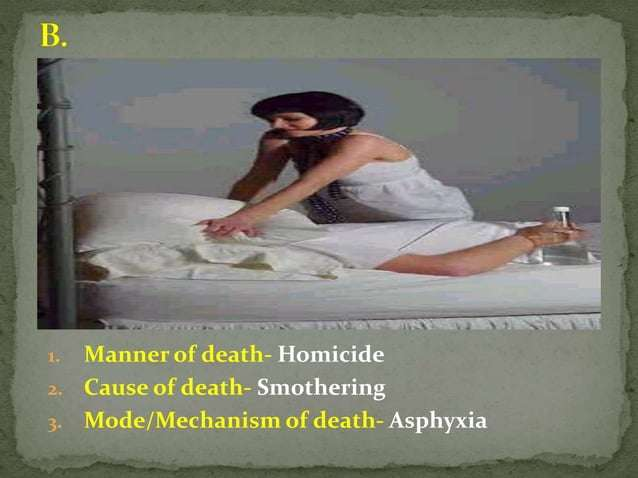 B.
1. Manner of death- Homicide
2. Cause of death- Smothering
3. Mode/Mechanism of death- Asphyxia